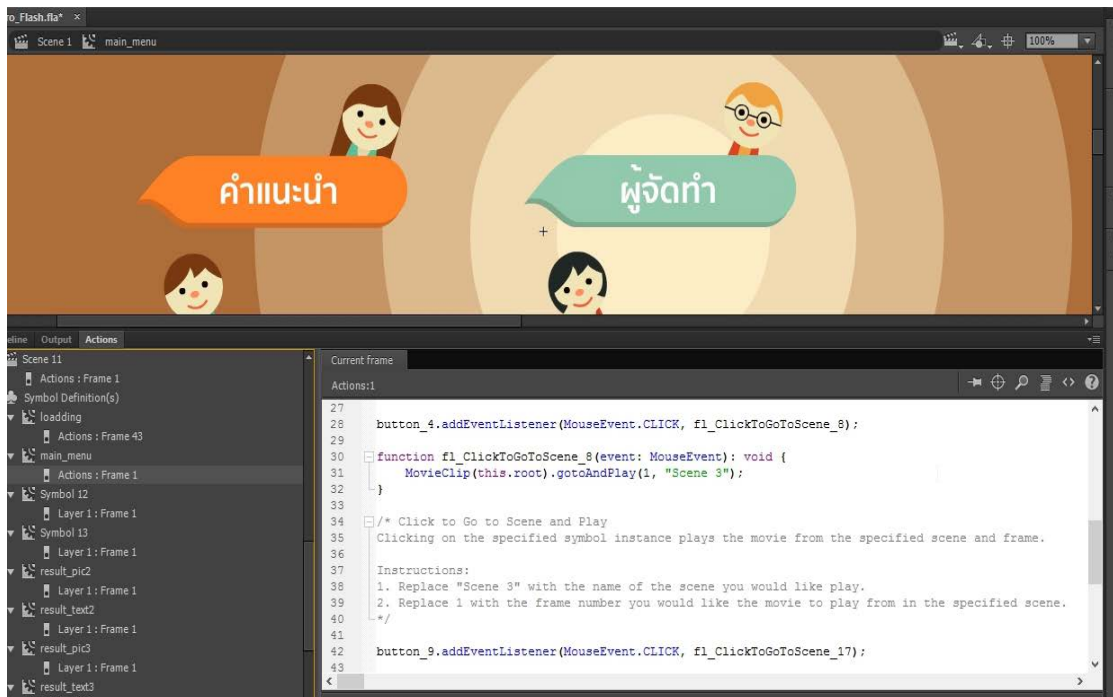 ro_Flash.fla* ×
Scene 1 main_menu 100%
คำแนะนำ ผู้จัดทำ
eline Output Actions
Scene 11
Actions : Frame 1
Symbol Definition(s)
loadding
Actions : Frame 43
main_menu
Actions : Frame 1
Symbol 12
Layer 1 : Frame 1
Symbol 13
Layer 1 : Frame 1
result_pic2
Layer 1 : Frame 1
result_text2
Layer 1 : Frame 1
result_pic3
Layer 1 : Frame 1
result_text3
Current frame
Actions:1
27
28 button_4.addEventListener(MouseEvent.CLICK, fl_ClickToGoToScene_8);
29
30 function fl_ClickToGoToScene_8(event: MouseEvent): void {
31 MovieClip(this.root).gotoAndPlay(1, "Scene 3");
32 }
33
34 /* Click to Go to Scene and Play
35 Clicking on the specified symbol instance plays the movie from the specified scene and frame.
36
37 Instructions:
38 1. Replace "Scene 3" with the name of the scene you would like play.
39 2. Replace 1 with the frame number you would like the movie to play from in the specified scene.
40 */
41
42 button_9.addEventListener(MouseEvent.CLICK, fl_ClickToGoToScene_17);
43